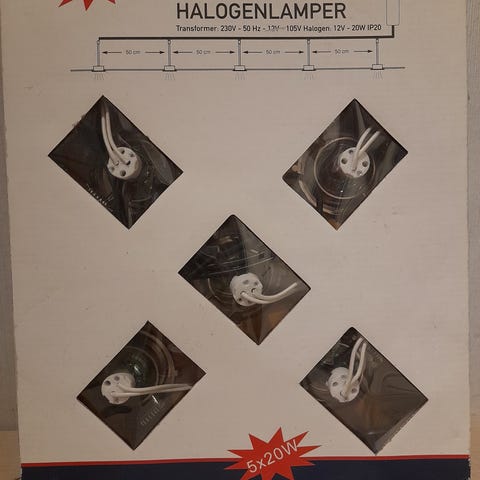 HALOGENLAMPER
Transformer: 230V - 50 Hz - 12V - 105V Halogen: 12V - 20W IP20
50 cm 50 cm 50 cm 50 cm
5x20W